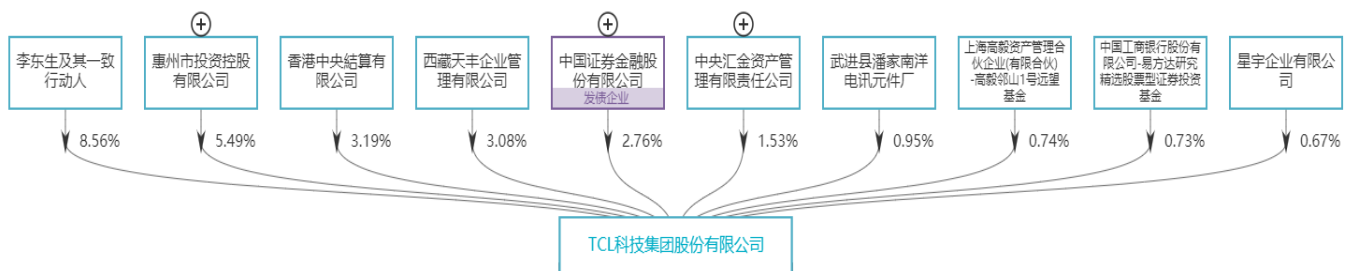 李东生及其一致
行动人
惠州市投资控股
有限公司
香港中央結算有
限公司
西藏天丰企业管
理有限公司
中国证券金融股
份有限公司
发债企业
中央汇金资产管
理有限责任公司
武进县潘家南洋
电讯元件厂
上海高毅资产管理合
伙企业(有限合伙)
-高毅邻山1号远望
基金
中国工商银行股份有
限公司-易方达研究
精选股票型证券投资
基金
星宇企业有限公
司
8.56%
5.49%
3.19%
3.08%
2.76%
1.53%
0.95%
0.74%
0.73%
0.67%
TCL科技集团股份有限公司